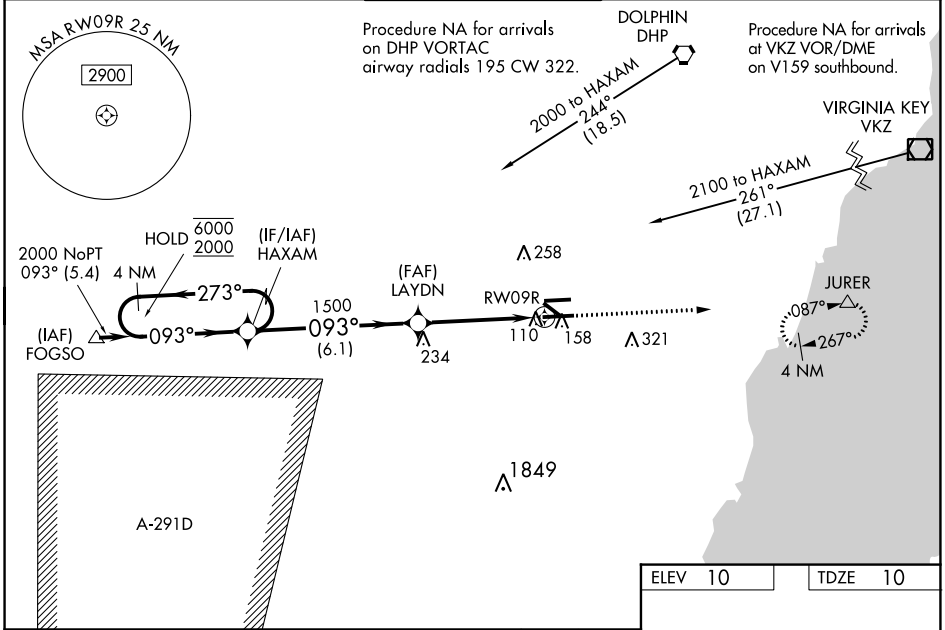 MSA RW09R 25 NM
2900
Procedure NA for arrivals
on DHP VORTAC
airway radials 195 CW 322.
DOLPHIN
DHP
Procedure NA for arrivals
at VKZ VOR/DME
on V159 southbound.
2000 to HAXAM
244°
(18.5)
VIRGINIA KEY
VKZ
2100 to HAXAM
261°
(27.1)
HOLD
6000
2000
(IF/IAF)
HAXAM
2000 NoPT
093° (5.4)
4 NM
273°
093°
(IAF)
FOGSO
1500
093°
(6.1)
(FAF)
LAYDN
234
258
RW09R
110
158
321
JURER
087°
267°
4 NM
1849
A-291D
ELEV 10
TDZE 10